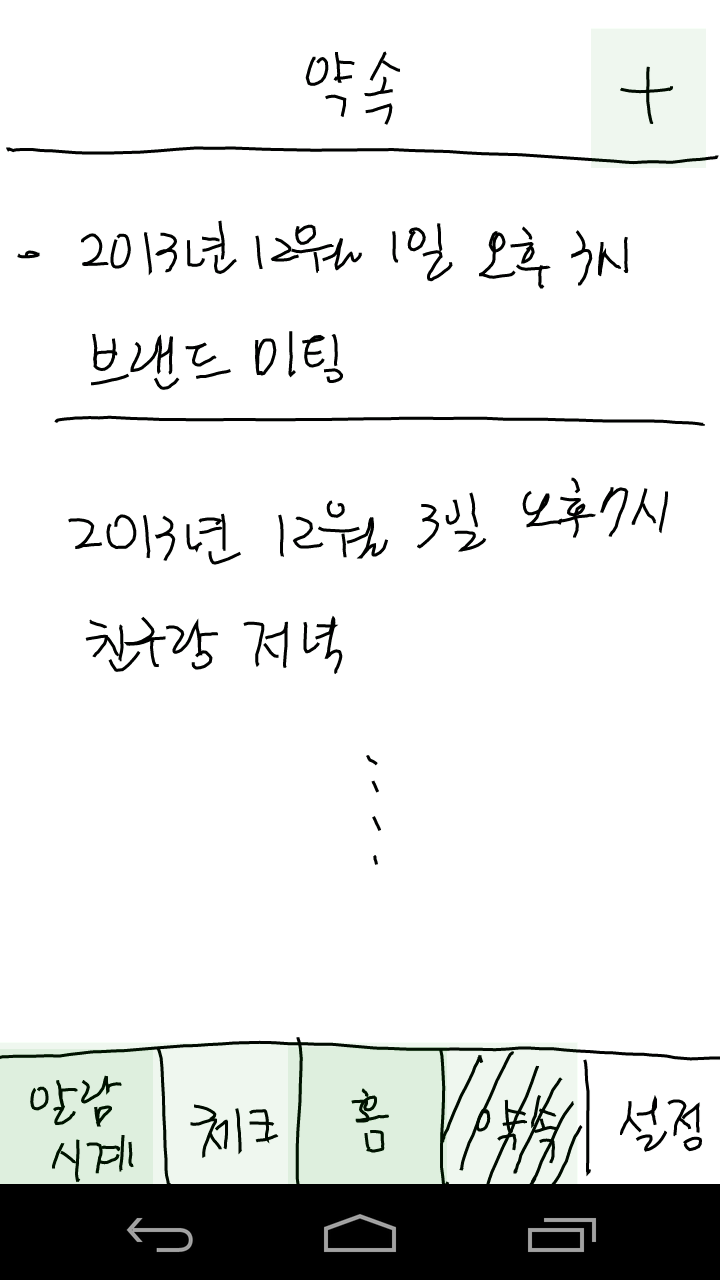 약속 +
- 2013년 12월 1일 오후 3시
브랜드 미팅
2013년 12월 3일 오후 7시
친구랑 저녁
알람
시계
체크
홈
약속
설정